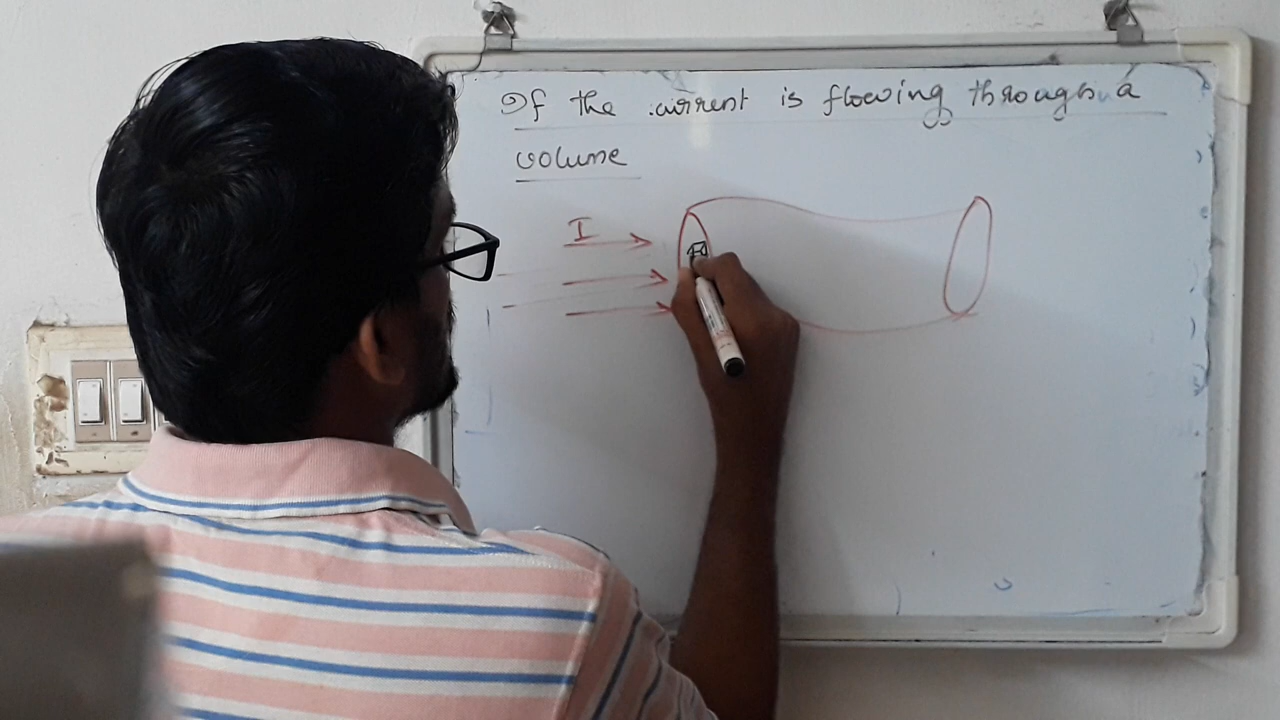 If the current is flowing through a
volume
I